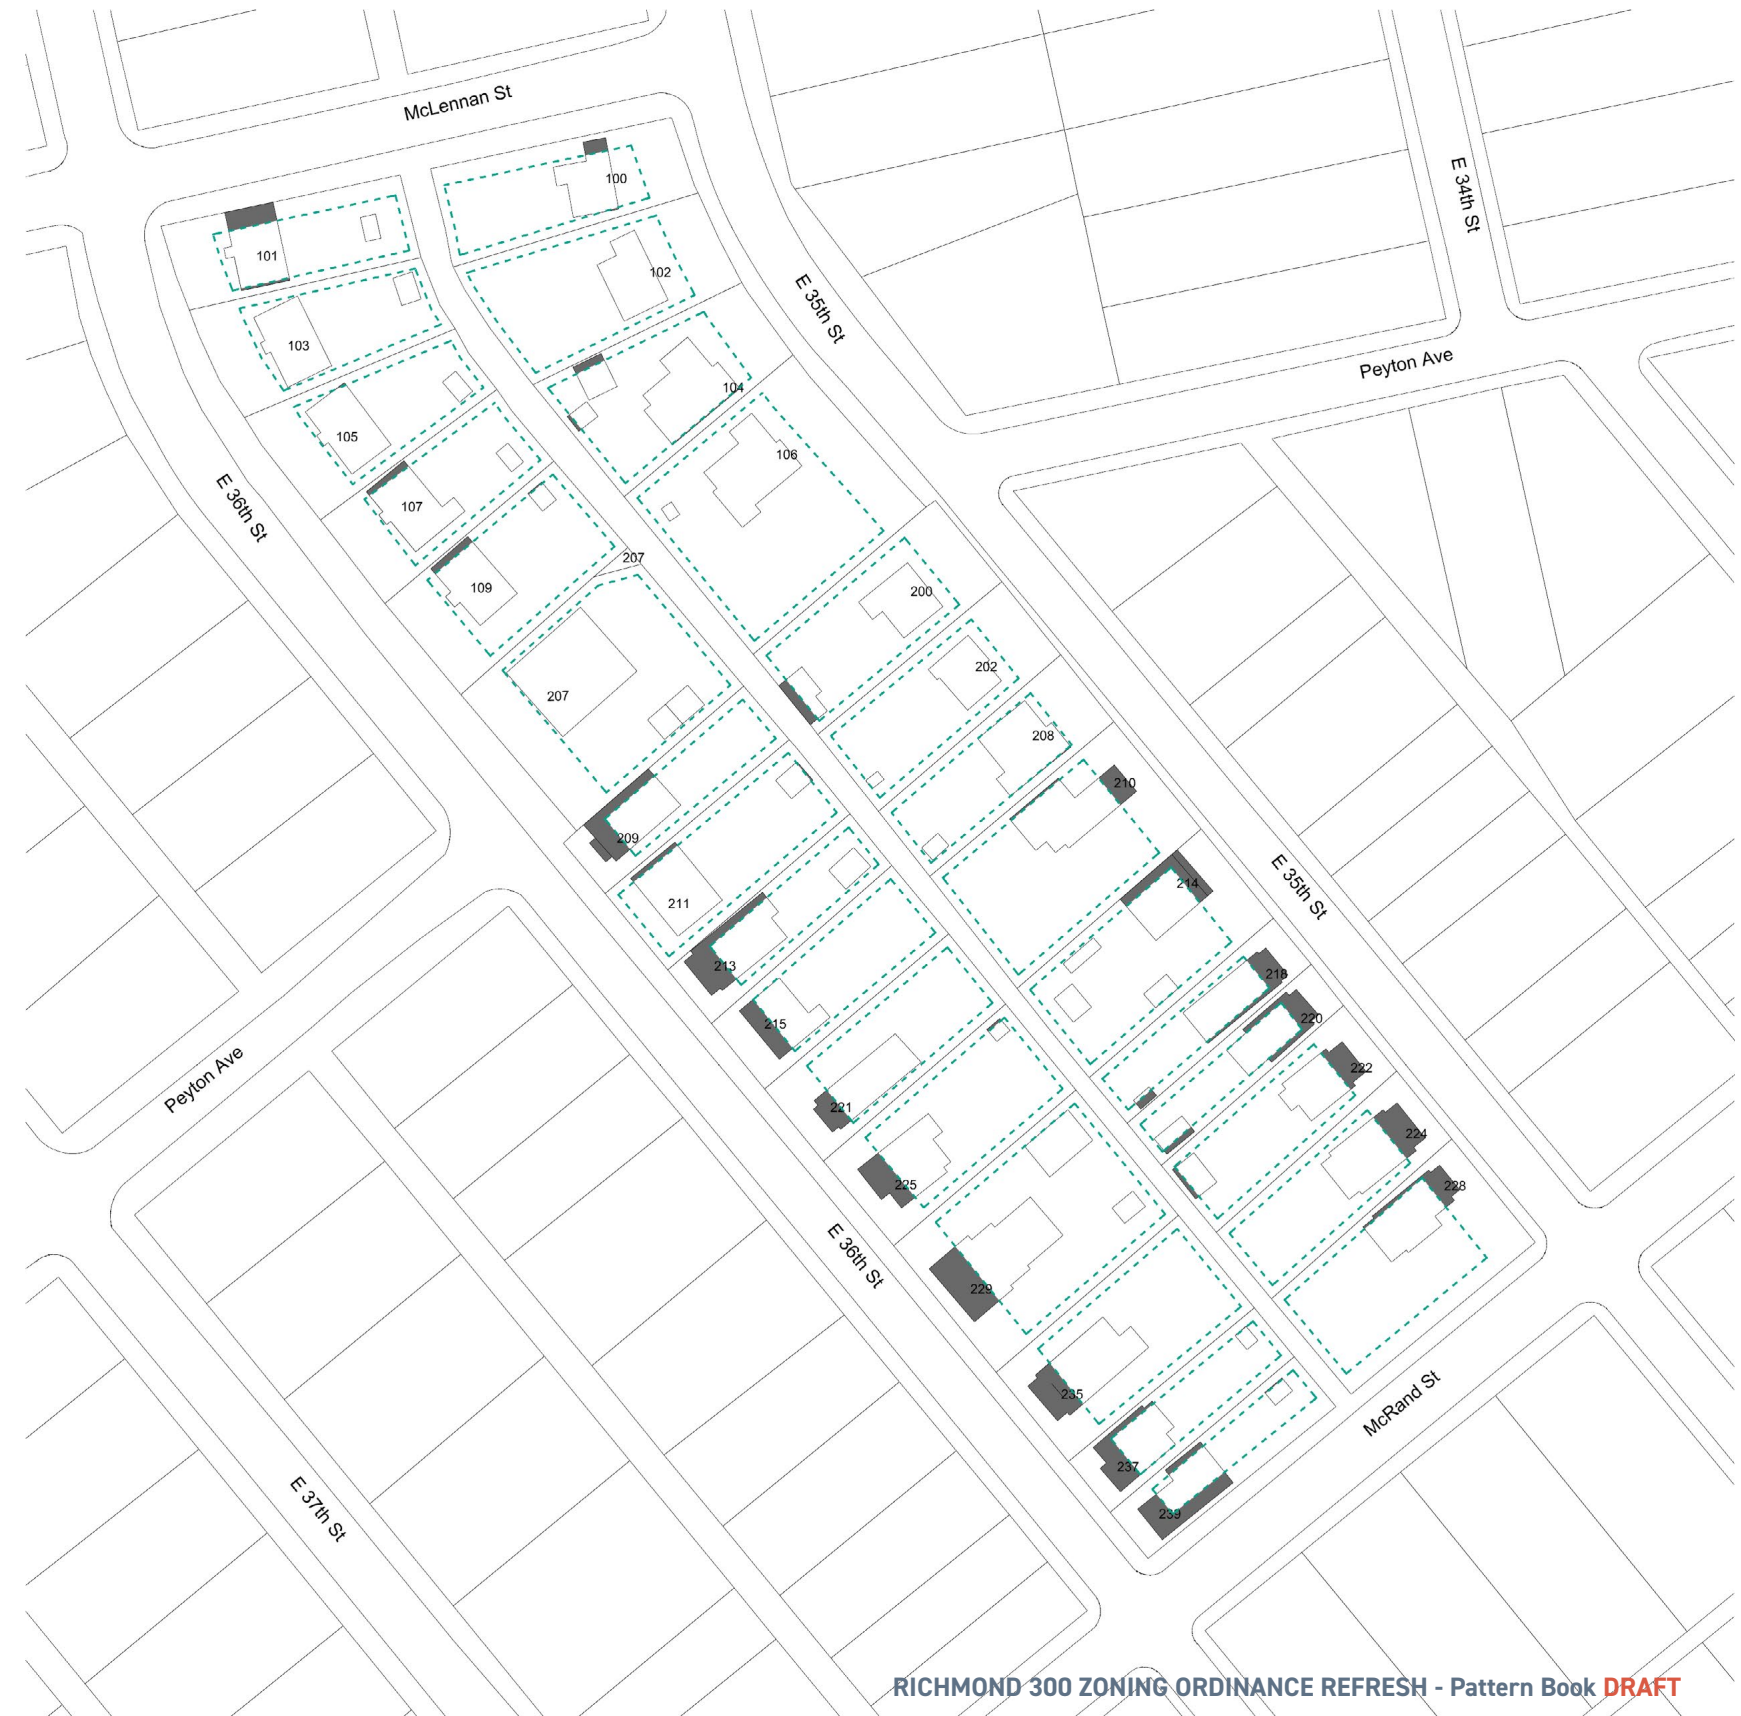 McLennan St
E 34th St
100
101
102
E 35th St
103
Peyton Ave
104
105
106
107
E 36th St
207
109
200
202
207
208
210
209
214
E 35th St
211
213
218
220
215
222
Peyton Ave
221
224
225
228
E 36th St
229
235
McRand St
237
E 37th St
239
RICHMOND 300 ZONING ORDINANCE REFRESH - Pattern Book DRAFT